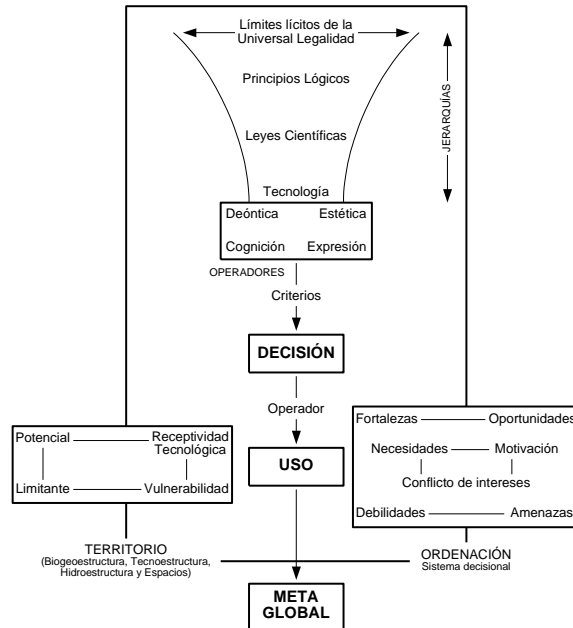 Límites lícitos de la
Universal Legalidad
Principios Lógicos
JERARQUÍAS
Leyes Científicas
Tecnología
Deóntica Estética
Cognición Expresión
OPERADORES
Criterios
DECISIÓN
Operador
Fortalezas Oportunidades
Potencial Receptividad
Tecnológica
Necesidades Motivación
USO
Conflicto de intereses
Limitante Vulnerabilidad
Debilidades Amenazas
TERRITORIO
(Biogeoestructura, Tecnoestructura,
Hidroestructura y Espacios)
ORDENACIÓN
Sistema decisional
META
GLOBAL